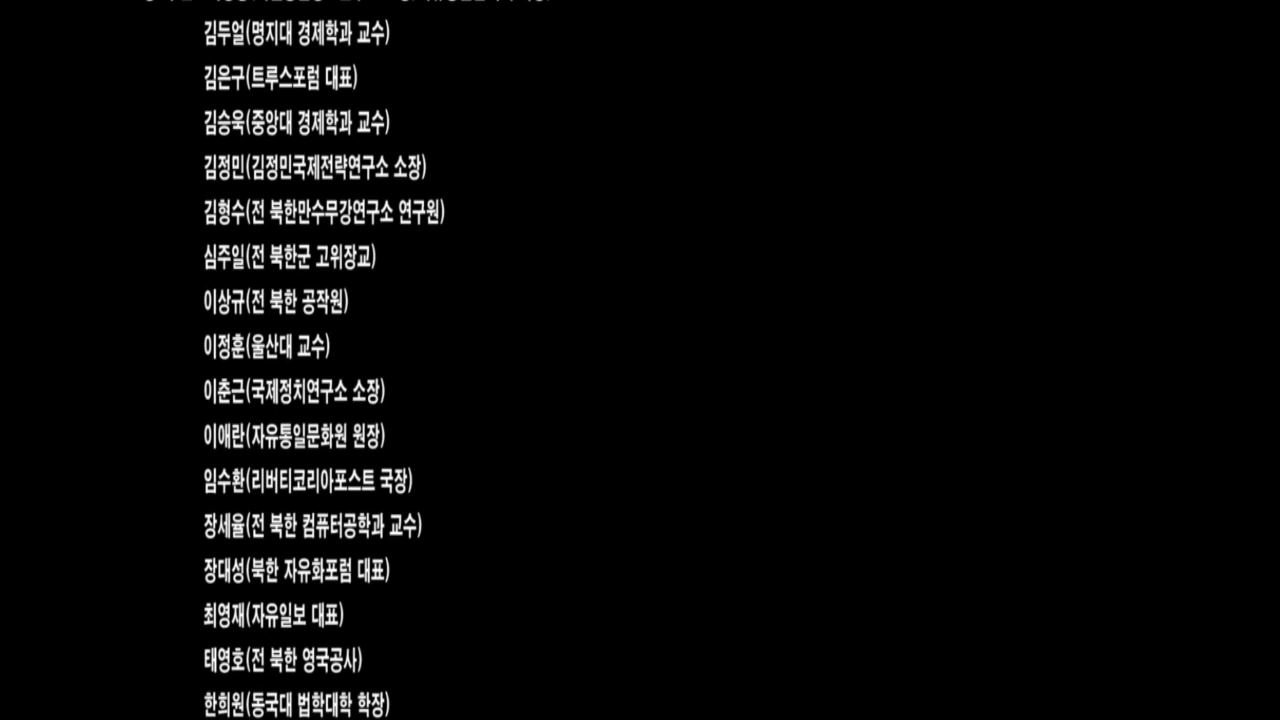 김두얼(명지대 경제학과 교수)
김은구(트루스포럼 대표)
김승욱(중앙대 경제학과 교수)
김정민(김정민국제전략연구소 소장)
김형수(전 북한만수무강연구소 연구원)
심주일(전 북한군 고위장교)
이상규(전 북한 공작원)
이정훈(울산대 교수)
이춘근(국제정치연구소 소장)
이애란(자유통일문화원 원장)
임수환(리버티코리아포스트 국장)
장세율(전 북한 컴퓨터공학과 교수)
장대성(북한 자유화포럼 대표)
최영재(자유일보 대표)
태영호(전 북한 영국공사)
한희원(동국대 법학대학 학장)